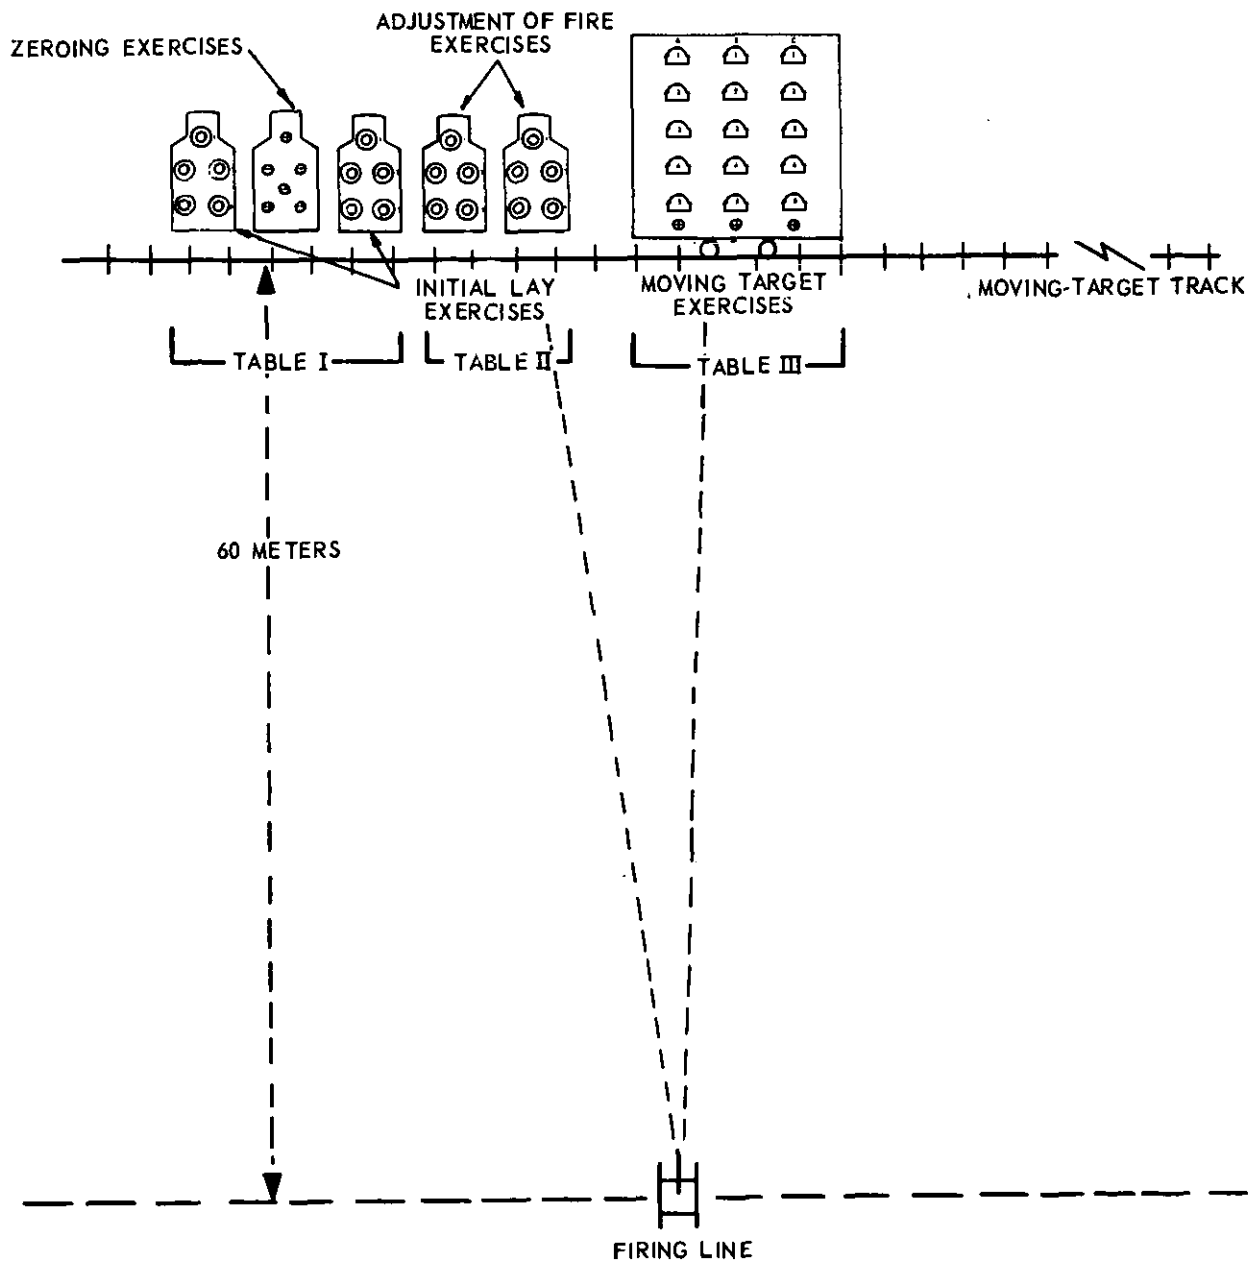 ADJUSTMENT OF FIRE
EXERCISES
ZEROING EXERCISES
INITIAL LAY
EXERCISES
MOVING TARGET
EXERCISES
MOVING-TARGET TRACK
TABLE I
TABLE II
TABLE III
60 METERS
FIRING LINE